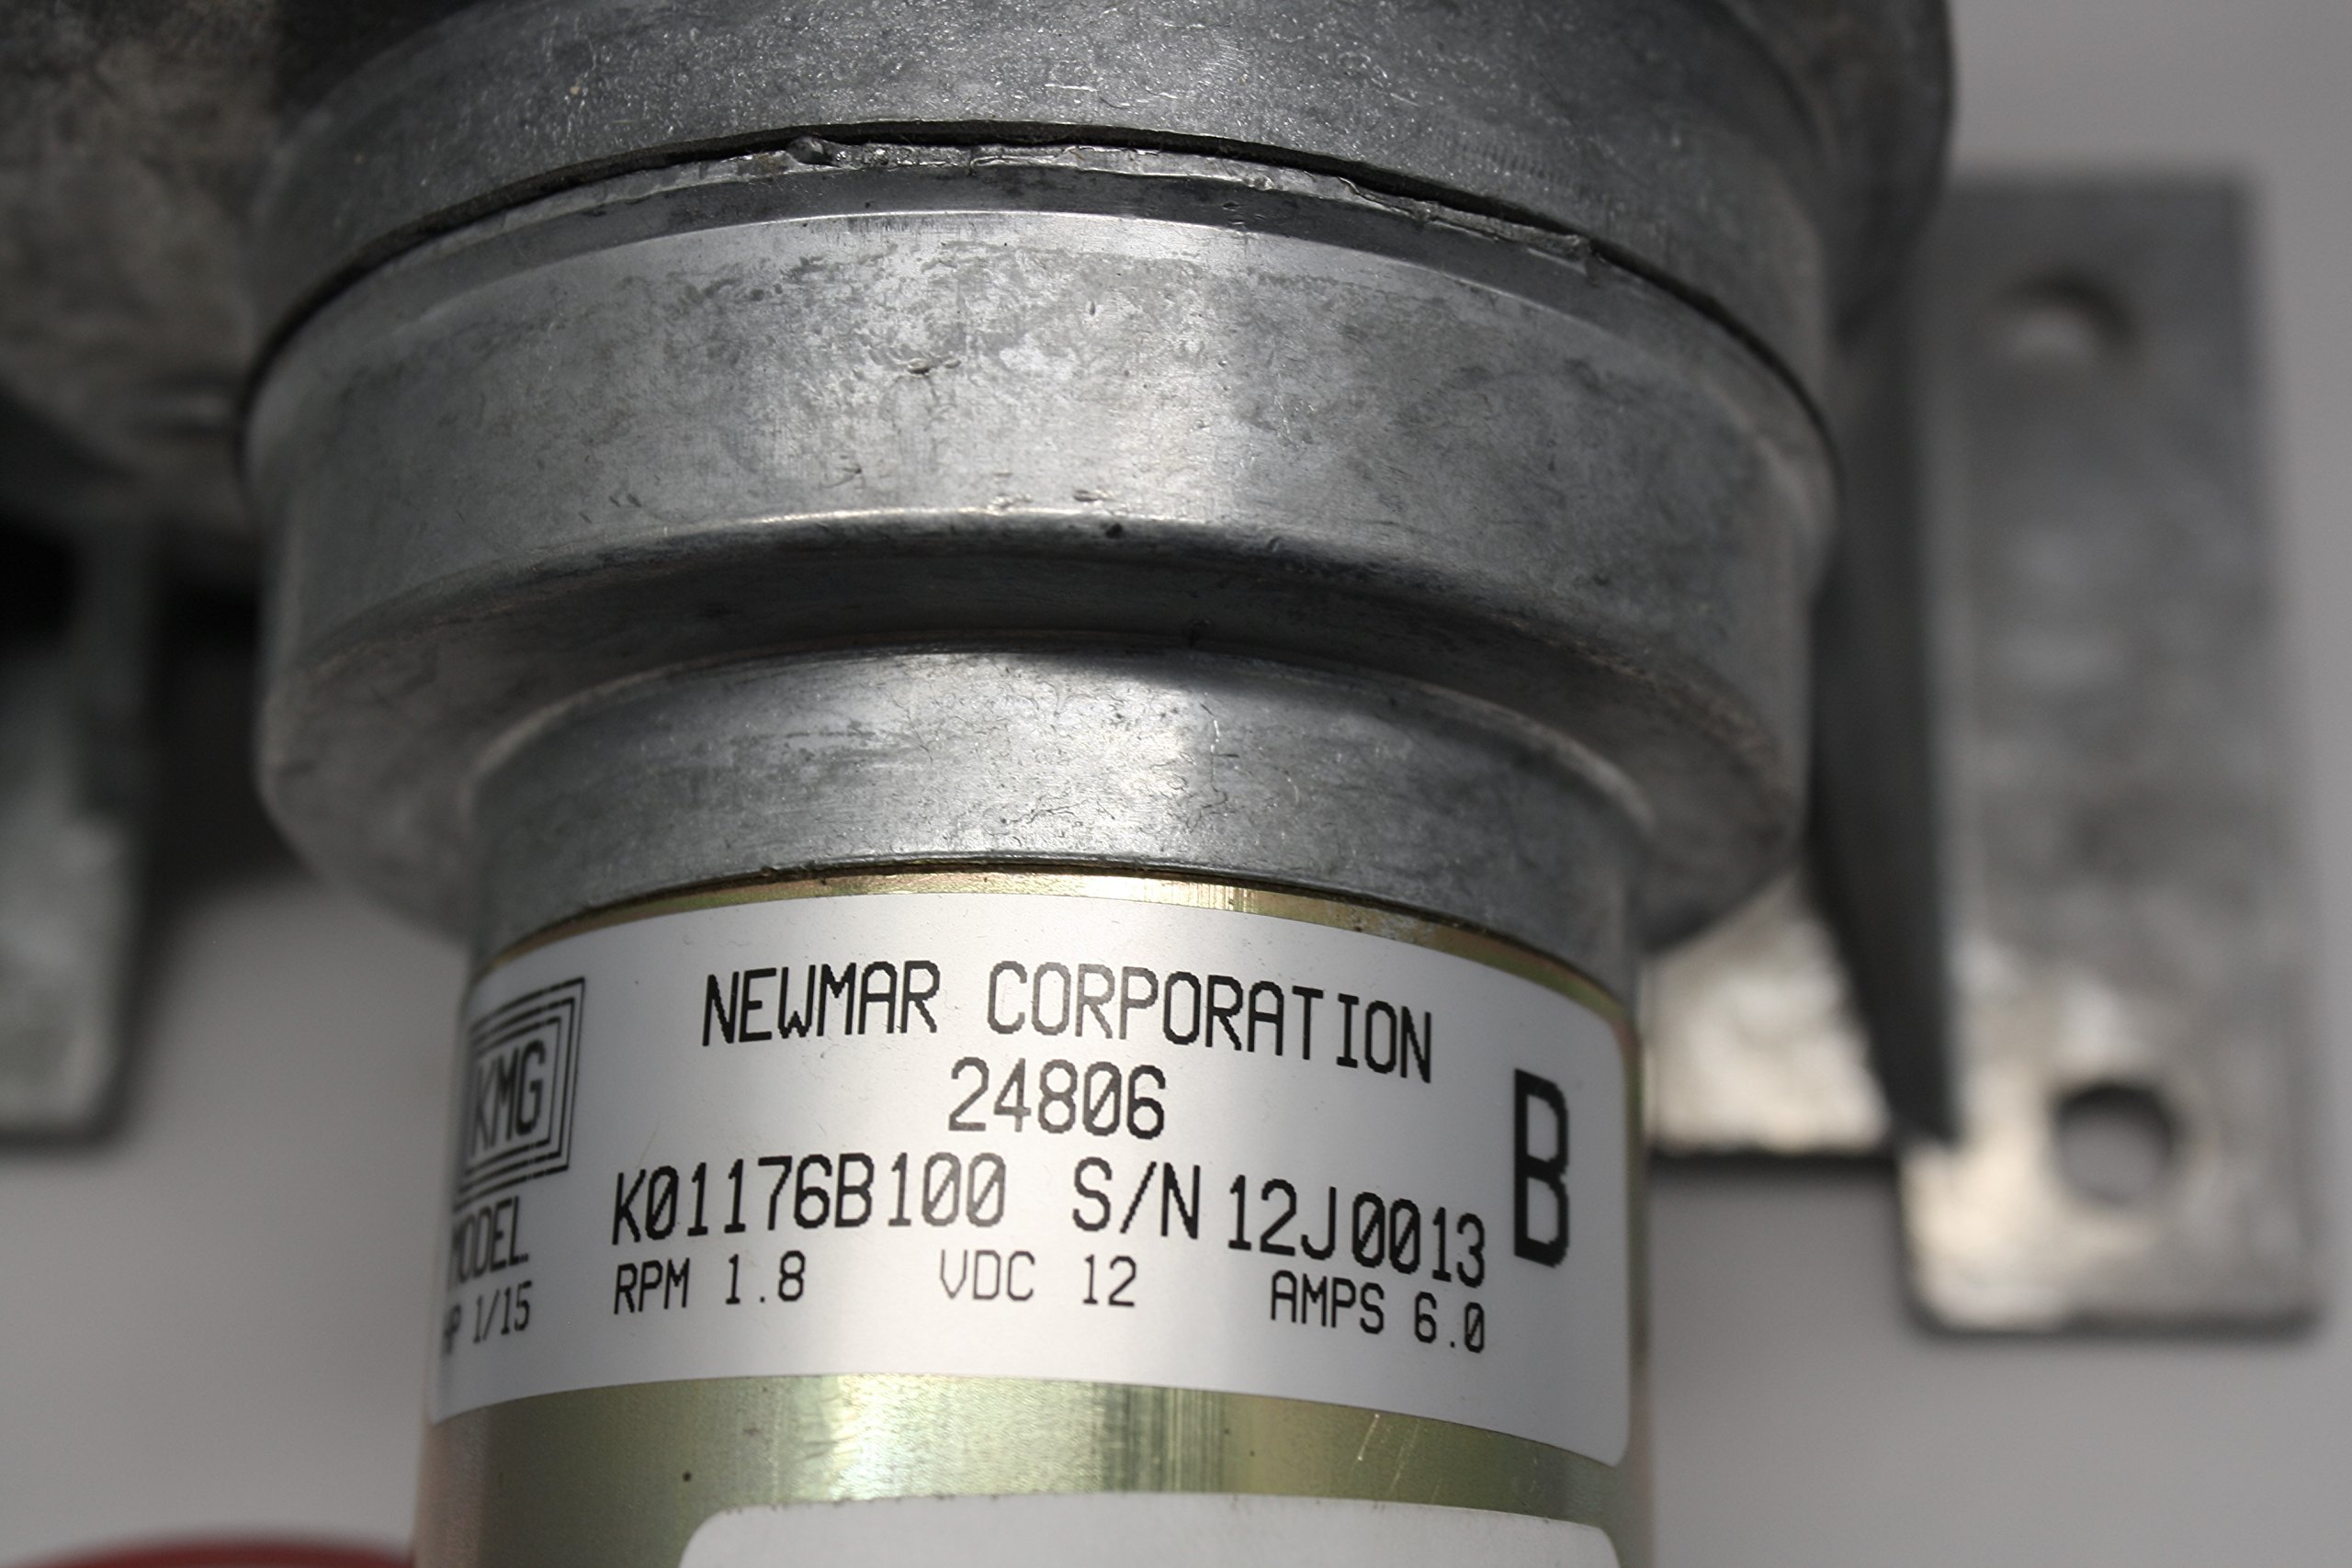 NEWMAR CORPORATION
24806
KMG
B
MODEL K01176B100 S/N 12J0013
HP 1/15 RPM 1.8 VDC 12 AMPS 6.0